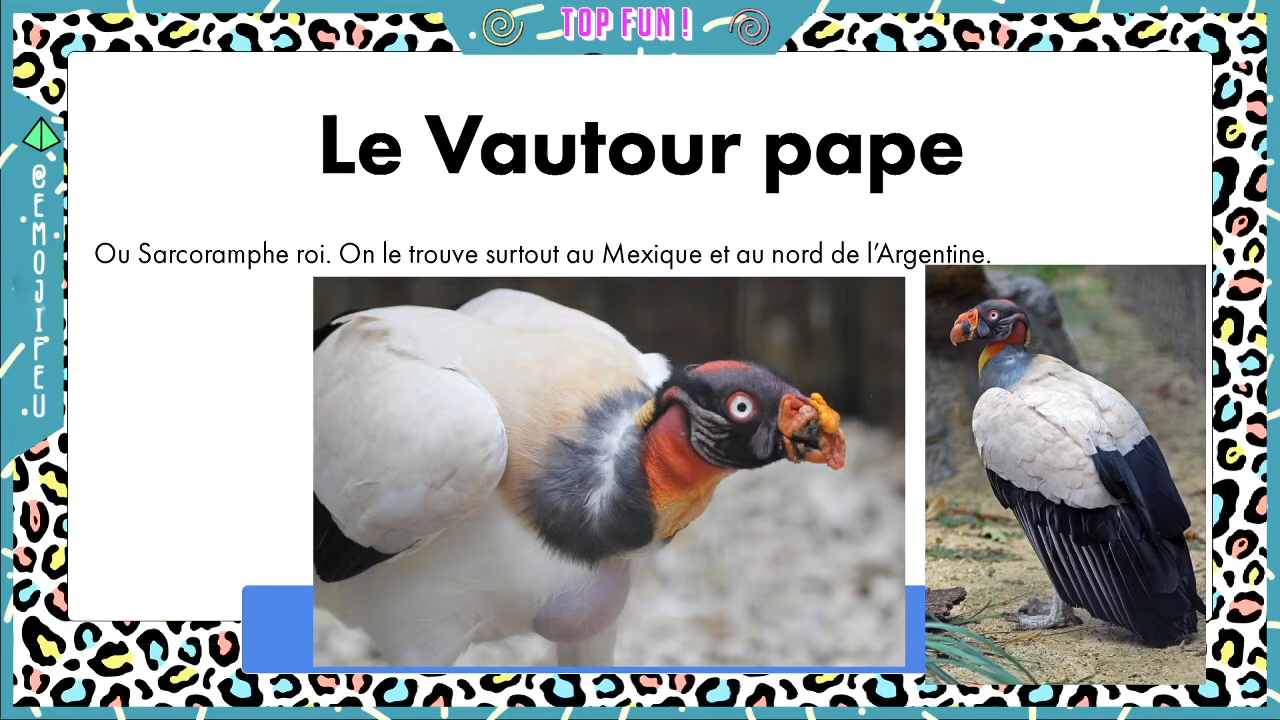 TOP FUN !
@EMOJIFEU
Le Vautour pape
Ou Sarcoramphe roi. On le trouve surtout au Mexique et au nord de l’Argentine.